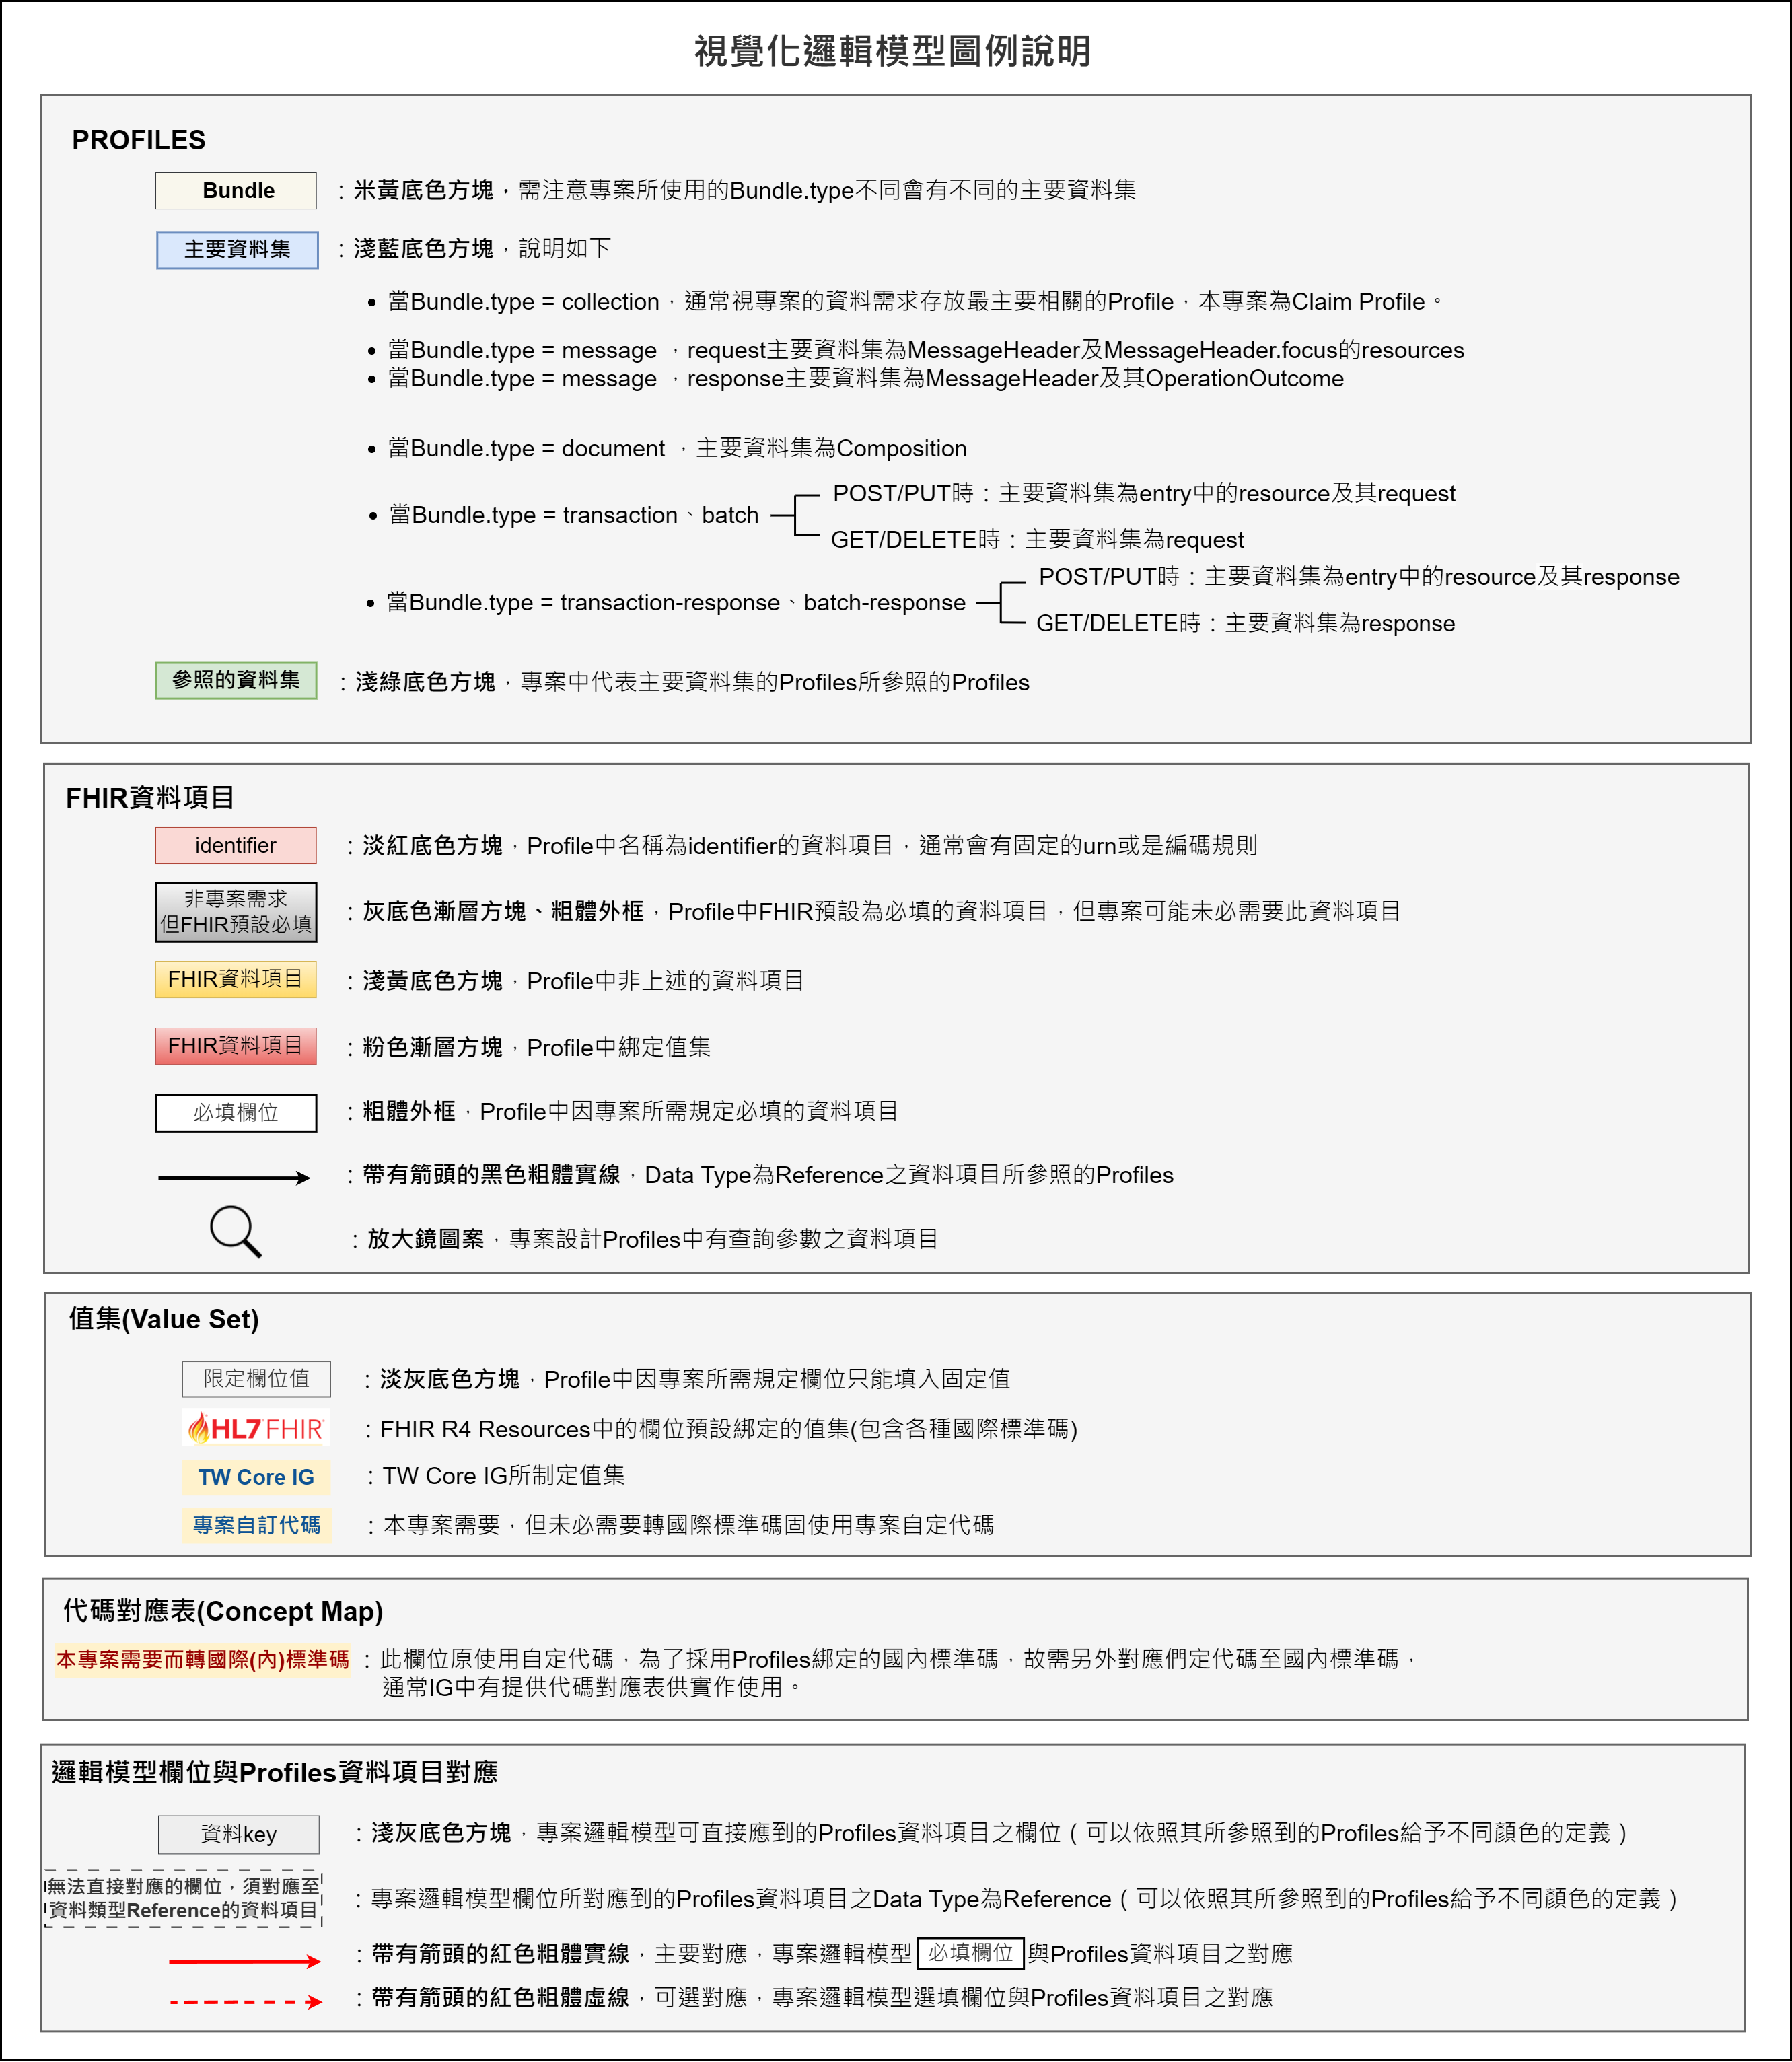 視覺化邏輯模型圖例說明
PROFILES
Bundle：米黃底色方塊，需注意專案所使用的Bundle.type不同會有不同的主要資料集
主要資料集：淺藍底色方塊，說明如下
• 當Bundle.type = collection，通常視專案的資料需求存放最主要相關的Profile，本專案為Claim Profile。
• 當Bundle.type = message ，request主要資料集為MessageHeader及MessageHeader.focus的resources
• 當Bundle.type = message ，response主要資料集為MessageHeader及其OperationOutcome
• 當Bundle.type = document ，主要資料集為Composition
• 當Bundle.type = transaction、batch
POST/PUT時：主要資料集為entry中的resource及其request
GET/DELETE時：主要資料集為request
• 當Bundle.type = transaction-response、batch-response
POST/PUT時：主要資料集為entry中的resource及其response
GET/DELETE時：主要資料集為response
參照的資料集：淺綠底色方塊，專案中代表主要資料集的Profiles所參照的Profiles
FHIR資料項目
identifier：淡紅底色方塊，Profile中名稱為identifier的資料項目，通常會有固定的urn或是編碼規則
非專案需求
但FHIR預設必填：灰底色漸層方塊、粗體外框，Profile中FHIR預設為必填的資料項目，但專案可能未必需要此資料項目
FHIR資料項目：淺黃底色方塊，Profile中非上述的資料項目
FHIR資料項目：粉色漸層方塊，Profile中綁定值集
必填欄位：粗體外框，Profile中因專案所需規定必填的資料項目
：帶有箭頭的黑色粗體實線，Data Type為Reference之資料項目所參照的Profiles
：放大鏡圖案，專案設計Profiles中有查詢參數之資料項目
值集(Value Set)
限定欄位值：淡灰底色方塊，Profile中因專案所需規定欄位只能填入固定值
HL7 FHIR：FHIR R4 Resources中的欄位預設綁定的值集(包含各種國際標準碼)
TW Core IG：TW Core IG所制定值集
專案自訂代碼：本專案需要，但未必需要轉國際標準碼固使用專案自定代碼
代碼對應表(Concept Map)
本專案需要而轉國際(內)標準碼：此欄位原使用自定代碼，為了採用Profiles綁定的國內標準碼，故需另外對應們定代碼至國內標準碼，
通常IG中有提供代碼對應表供實作使用。
邏輯模型欄位與Profiles資料項目對應
資料key：淺灰底色方塊，專案邏輯模型可直接應到的Profiles資料項目之欄位（可以依照其所參照到的Profiles給予不同顏色的定義）
無法直接對應的欄位，須對應至
資料類型Reference的資料項目：專案邏輯模型欄位所對應到的Profiles資料項目之Data Type為Reference（可以依照其所參照到的Profiles給予不同顏色的定義）
：帶有箭頭的紅色粗體實線，主要對應，專案邏輯模型 必填欄位 與Profiles資料項目之對應
：帶有箭頭的紅色粗體虛線，可選對應，專案邏輯模型選填欄位與Profiles資料項目之對應